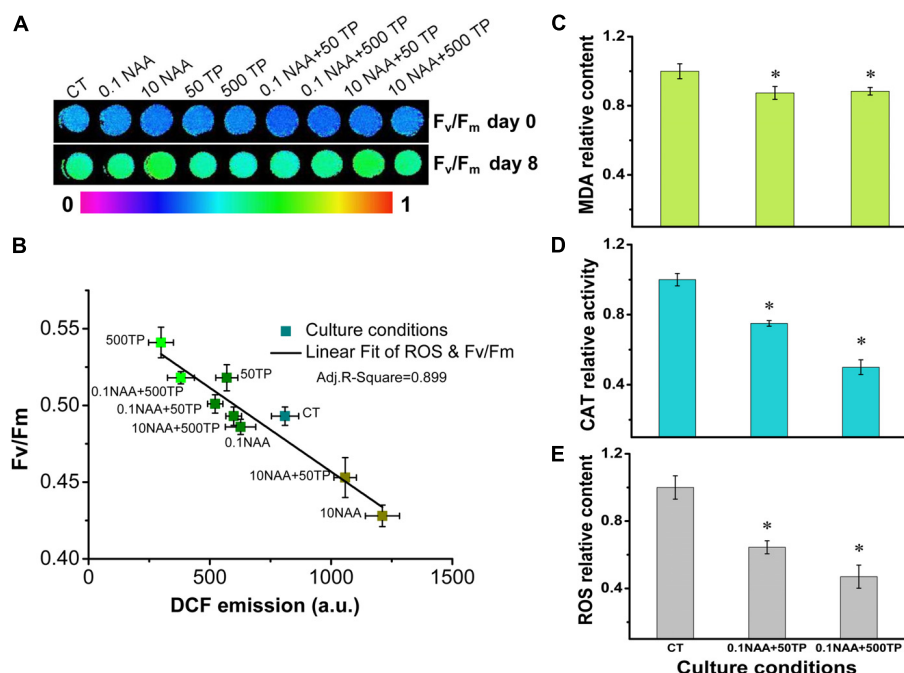 A
CT
0.1 NAA
10 NAA
50 TP
500 TP
0.1 NAA+50 TP
0.1 NAA+500 TP
10 NAA+50 TP
10 NAA+500 TP
Fv/Fm day 0
Fv/Fm day 8
0
1
B
Fv/Fm
0.55
0.50
0.45
0.40
500TP
0.1NAA+500TP
50TP
0.1NAA+50TP
10NAA+500TP
0.1NAA
CT
10NAA+50TP
10NAA
Culture conditions
Linear Fit of ROS & Fv/Fm
Adj.R-Square=0.899
0
500
1000
1500
DCF emission (a.u.)
C
MDA relative content
1.2
0.8
0.4
*
*
D
CAT relative activity
1.2
0.8
0.4
*
*
E
ROS relative content
1.2
0.8
0.4
*
*
CT
0.1NAA+50TP
0.1NAA+500TP
Culture conditions